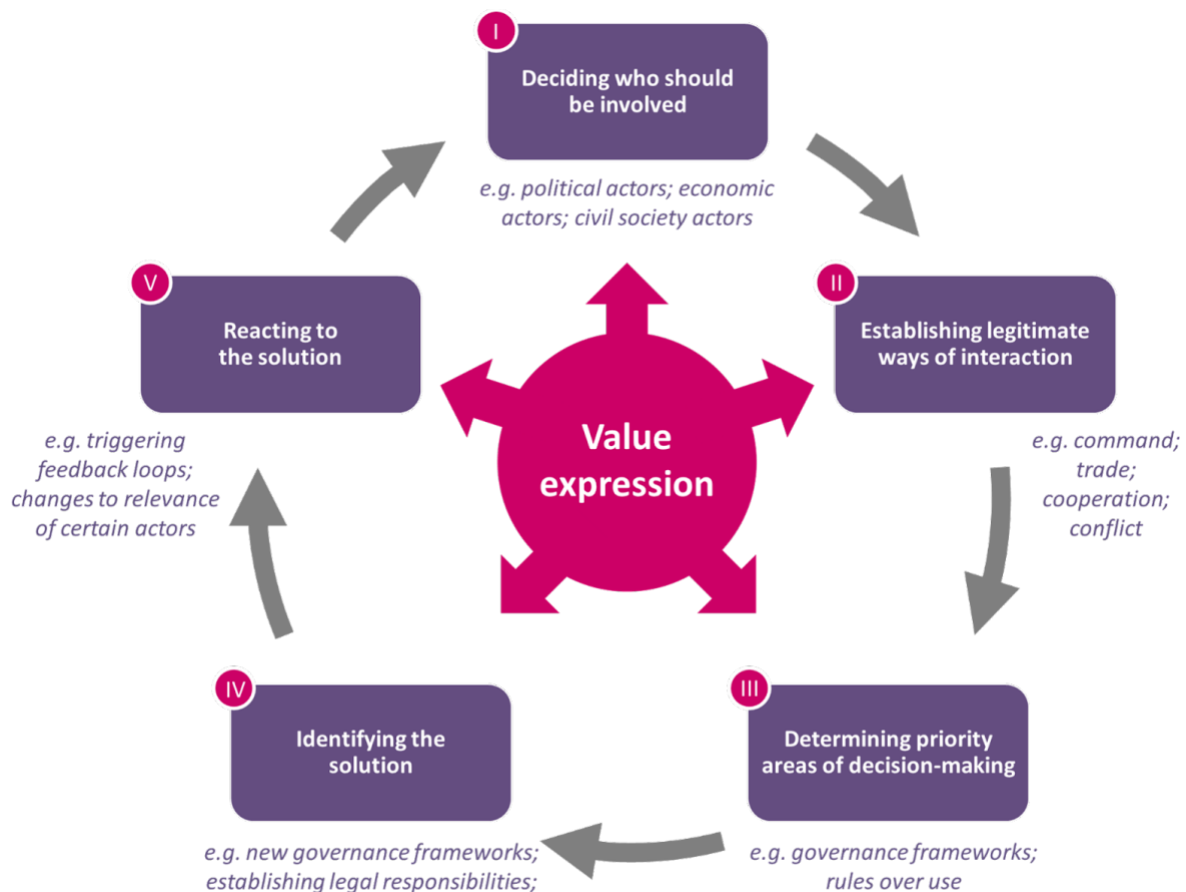 I
Deciding who should
be involved
e.g. political actors; economic
actors; civil society actors
II
Establishing legitimate
ways of interaction
e.g. command;
trade;
cooperation;
conflict
III
Determining priority
areas of decision-making
e.g. governance frameworks;
rules over use
IV
Identifying the
solution
e.g. new governance frameworks;
establishing legal responsibilities;
V
Reacting to
the solution
e.g. triggering
feedback loops;
changes to relevance
of certain actors
Value
expression